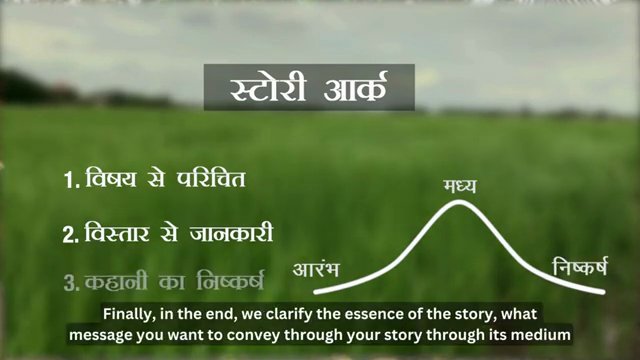 स्टोरी आर्क
1. विषय से परिचित
2. विस्तार से जानकारी
3. कहानी का निष्कर्ष
मध्य
आरंभ
निष्कर्ष
Finally, in the end, we clarify the essence of the story, what
message you want to convey through your story through its medium